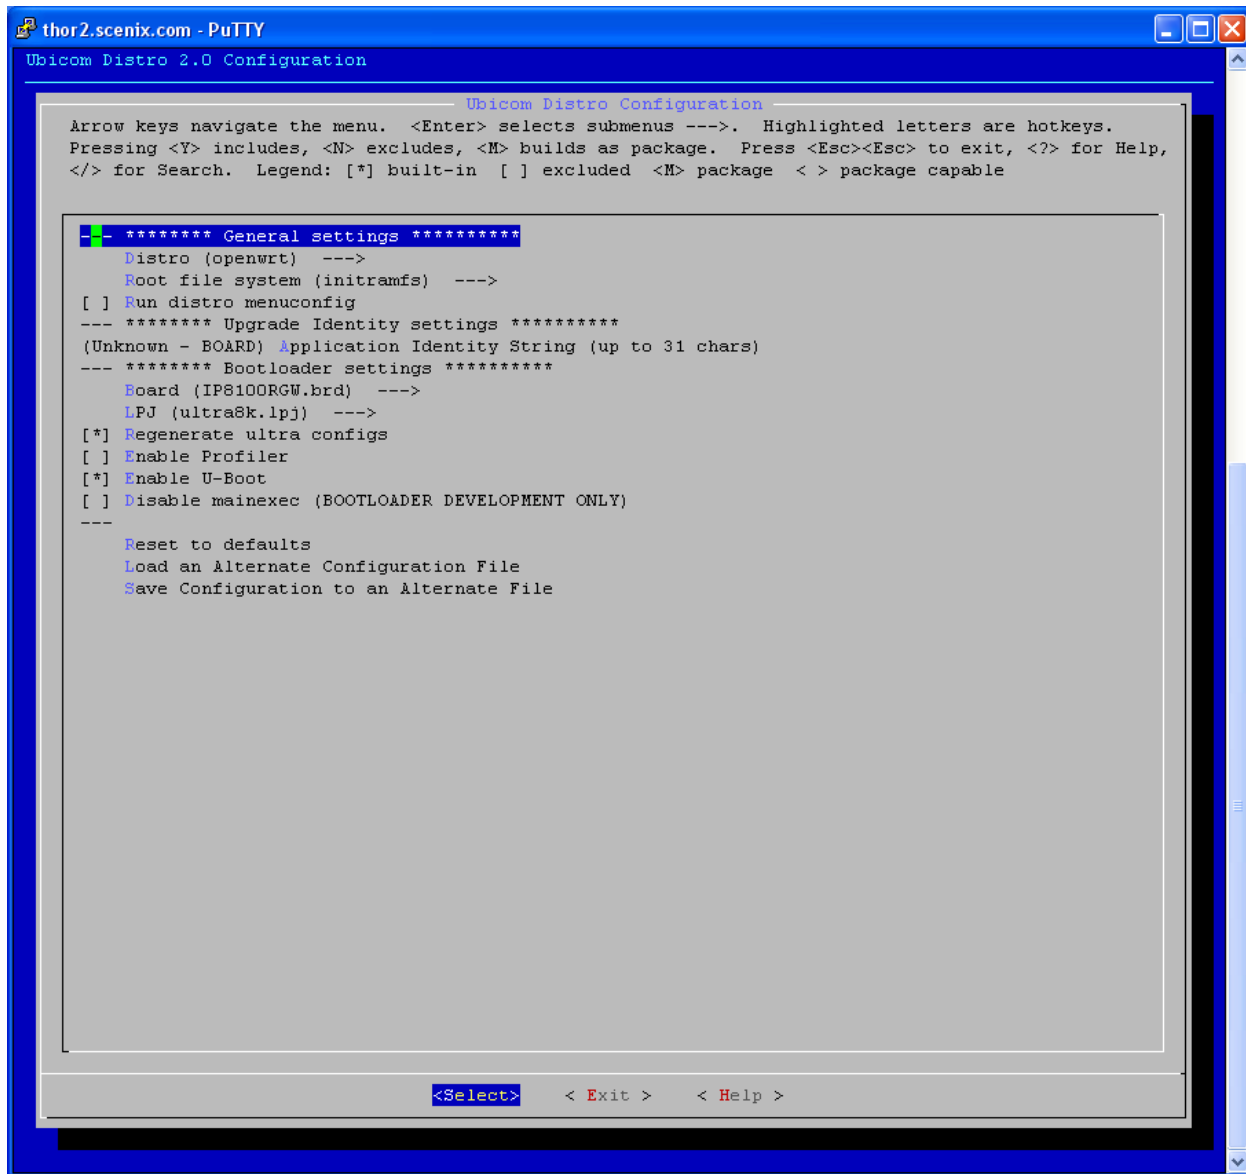 thor2.scenix.com - PuTTY
Ubicom Distro 2.0 Configuration
Ubicom Distro Configuration
Arrow keys navigate the menu.  <Enter> selects submenus --->.  Highlighted letters are hotkeys.
Pressing <Y> includes, <N> excludes, <M> builds as package.  Press <Esc><Esc> to exit, <?> for Help,
</> for Search.  Legend: [*] built-in  [ ] excluded  <M> package  < > package capable
--- ******** General settings **********
Distro (openwrt)  --->
Root file system (initramfs)  --->
[ ] Run distro menuconfig
--- ******** Upgrade Identity settings **********
(Unknown - BOARD) Application Identity String (up to 31 chars)
--- ******** Bootloader settings **********
Board (IP8100RGW.brd)  --->
LPJ (ultra8k.lpj)  --->
[*] Regenerate ultra configs
[ ] Enable Profiler
[*] Enable U-Boot
[ ] Disable mainexec (BOOTLOADER DEVELOPMENT ONLY)
---
Reset to defaults
Load an Alternate Configuration File
Save Configuration to an Alternate File
<Select>    < Exit >    < Help >